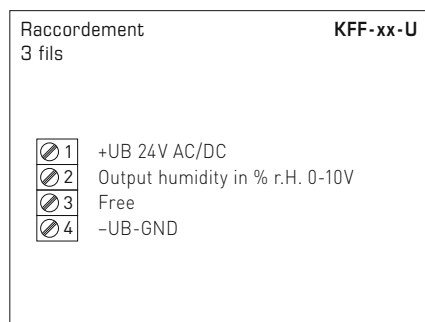 Raccordement KFF-xx-U
3 fils
1 +UB 24V AC/DC
2 Output humidity in % r.H. 0-10V
3 Free
4 –UB-GND